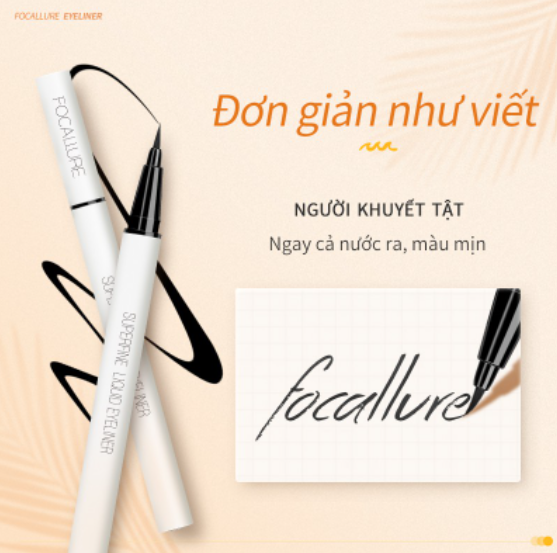 FOCALLURE EYELINER
Đơn giản như viết
NGƯỜI KHUYẾT TẬT
Ngay cả nước ra, màu mịn
FOCALLURE
SUPERFINE LIQUID EYELINER
focallure